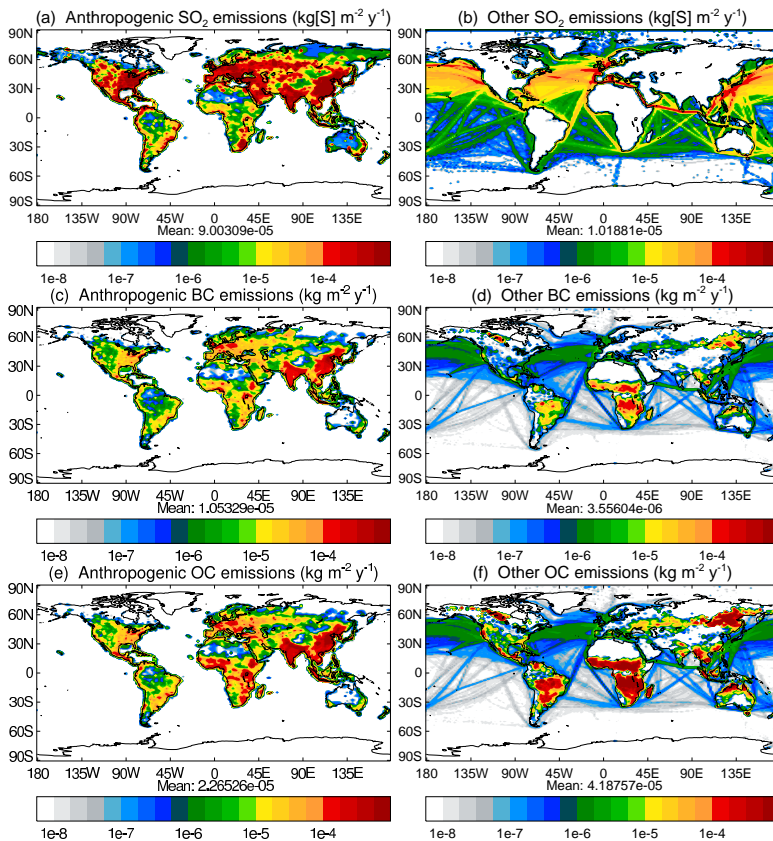 (a) Anthropogenic SO₂ emissions (kg[S] m⁻² y⁻¹)
90N
60N
30N
0
30S
60S
90S
180 135W 90W 45W 0 45E 90E 135E
Mean: 9.00309e-05
1e-8 1e-7 1e-6 1e-5 1e-4
(b) Other SO₂ emissions (kg[S] m⁻² y⁻¹)
90N
60N
30N
0
30S
60S
90S
180 135W 90W 45W 0 45E 90E 135E
Mean: 1.01881e-05
1e-8 1e-7 1e-6 1e-5 1e-4
(c) Anthropogenic BC emissions (kg m⁻² y⁻¹)
90N
60N
30N
0
30S
60S
90S
180 135W 90W 45W 0 45E 90E 135E
Mean: 1.05329e-05
1e-8 1e-7 1e-6 1e-5 1e-4
(d) Other BC emissions (kg m⁻² y⁻¹)
90N
60N
30N
0
30S
60S
90S
180 135W 90W 45W 0 45E 90E 135E
Mean: 3.55604e-06
1e-8 1e-7 1e-6 1e-5 1e-4
(e) Anthropogenic OC emissions (kg m⁻² y⁻¹)
90N
60N
30N
0
30S
60S
90S
180 135W 90W 45W 0 45E 90E 135E
Mean: 2.26526e-05
1e-8 1e-7 1e-6 1e-5 1e-4
(f) Other OC emissions (kg m⁻² y⁻¹)
90N
60N
30N
0
30S
60S
90S
180 135W 90W 45W 0 45E 90E 135E
Mean: 4.18757e-05
1e-8 1e-7 1e-6 1e-5 1e-4